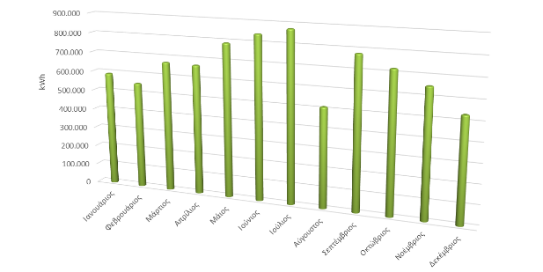 900.000
800.000
700.000
600.000
500.000
400.000
300.000
200.000
100.000
0
kWh
Ιανουάριος
Φεβρουάριος
Μάρτιος
Απρίλιος
Μάιος
Ιούνιος
Ιούλιος
Αύγουστος
Σεπτέμβριος
Οκτώβριος
Νοέμβριος
Δεκέμβριος